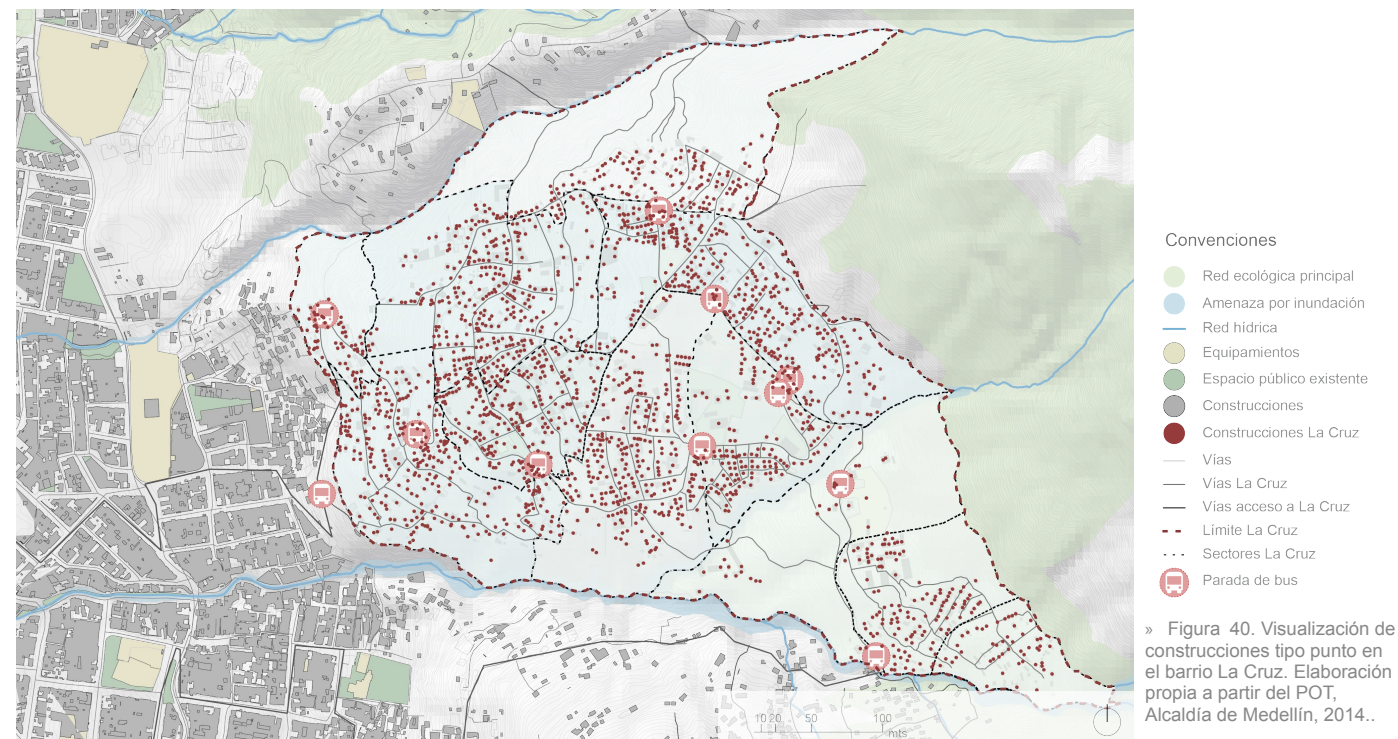 Convenciones
Red ecológica principal
Amenaza por inundación
Red hídrica
Equipamientos
Espacio público existente
Construcciones
Construcciones La Cruz
Vías
Vías La Cruz
Vías acceso a La Cruz
Límite La Cruz
Sectores La Cruz
Parada de bus
» Figura 40. Visualización de
construcciones tipo punto en
el barrio La Cruz. Elaboración
propia a partir del POT,
Alcaldía de Medellín, 2014..
10 20 50 100
mts